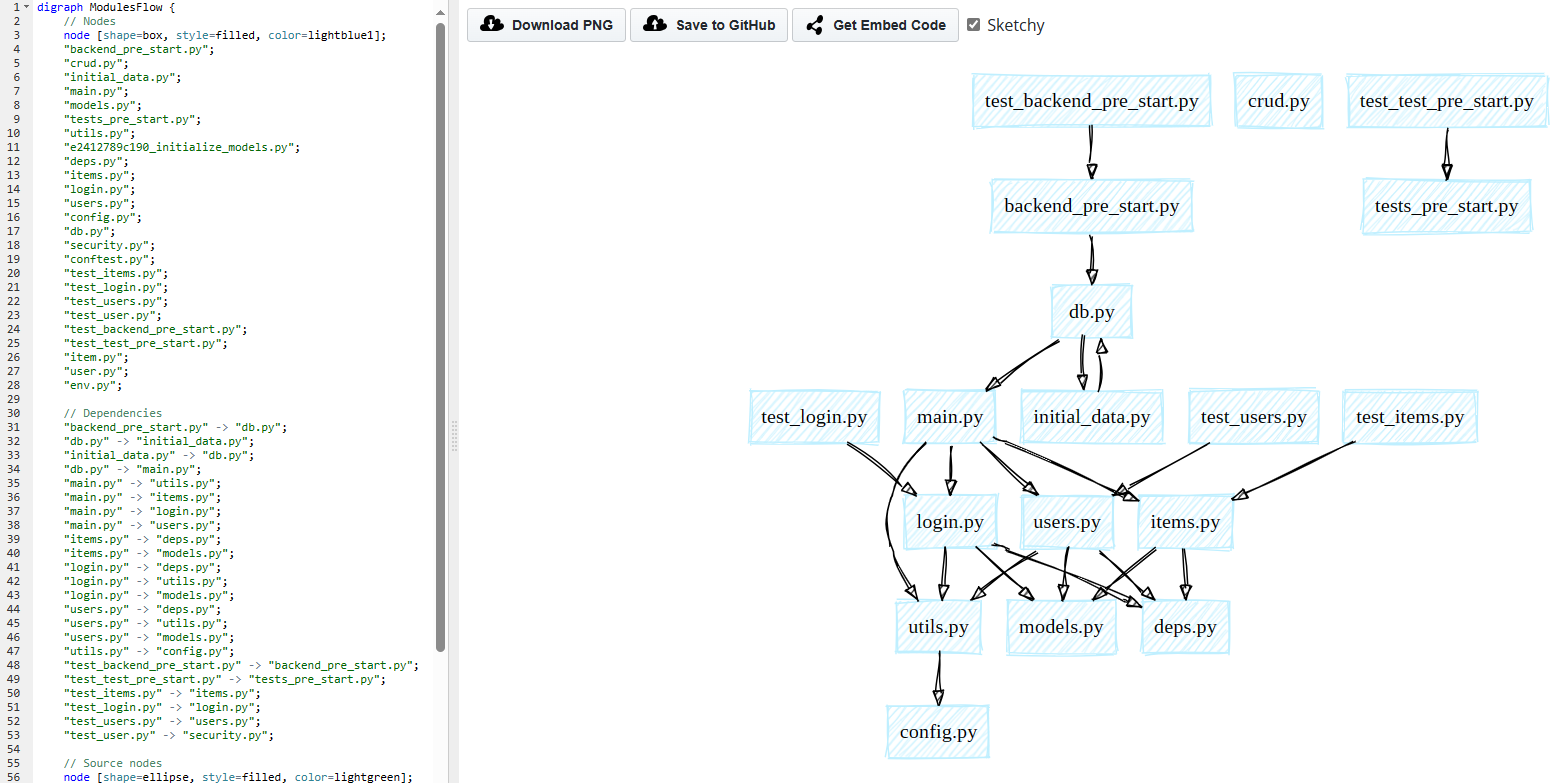 1 digraph ModulesFlow {
2 // Nodes
3 node [shape=box, style=filled, color=lightblue1];
4 "backend_pre_start.py";
5 "crud.py";
6 "initial_data.py";
7 "main.py";
8 "models.py";
9 "tests_pre_start.py";
10 "utils.py";
11 "e2412789c190_initialize_models.py";
12 "deps.py";
13 "items.py";
14 "login.py";
15 "users.py";
16 "config.py";
17 "db.py";
18 "security.py";
19 "conftest.py";
20 "test_items.py";
21 "test_login.py";
22 "test_users.py";
23 "test_user.py";
24 "test_backend_pre_start.py";
25 "test_test_pre_start.py";
26 "item.py";
27 "user.py";
28 "env.py";
29
30 // Dependencies
31 "backend_pre_start.py" -> "db.py";
32 "db.py" -> "initial_data.py";
33 "initial_data.py" -> "db.py";
34 "db.py" -> "main.py";
35 "main.py" -> "utils.py";
36 "main.py" -> "items.py";
37 "main.py" -> "login.py";
38 "main.py" -> "users.py";
39 "items.py" -> "deps.py";
40 "items.py" -> "models.py";
41 "login.py" -> "deps.py";
42 "login.py" -> "utils.py";
43 "login.py" -> "models.py";
44 "users.py" -> "deps.py";
45 "users.py" -> "utils.py";
46 "users.py" -> "models.py";
47 "utils.py" -> "config.py";
48 "test_backend_pre_start.py" -> "backend_pre_start.py";
49 "test_test_pre_start.py" -> "tests_pre_start.py";
50 "test_items.py" -> "items.py";
51 "test_login.py" -> "login.py";
52 "test_users.py" -> "users.py";
53 "test_user.py" -> "security.py";
54
55 // Source nodes
56 node [shape=ellipse, style=filled, color=lightgreen];
Download PNG Save to GitHub Get Embed Code Sketchy
test_backend_pre_start.py crud.py test_test_pre_start.py
backend_pre_start.py tests_pre_start.py
db.py
test_login.py main.py initial_data.py test_users.py test_items.py
login.py users.py items.py
utils.py models.py deps.py
config.py